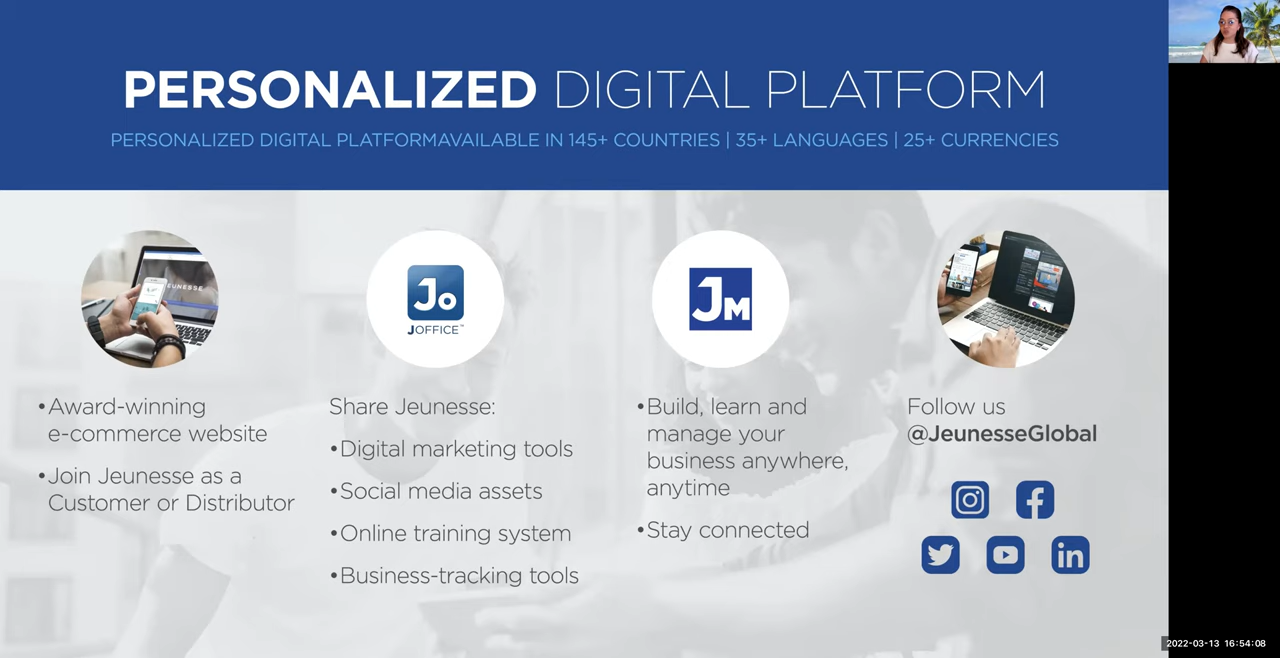 PERSONALIZED DIGITAL PLATFORM
PERSONALIZED DIGITAL PLATFORMAVAILABLE IN 145+ COUNTRIES | 35+ LANGUAGES | 25+ CURRENCIES
•Award-winning
e-commerce website
•Join Jeunesse as a
Customer or Distributor
Jo
JOFFICE™
Share Jeunesse:
•Digital marketing tools
•Social media assets
•Online training system
•Business-tracking tools
JM
•Build, learn and
manage your
business anywhere,
anytime
•Stay connected
Follow us
@JeunesseGlobal
in
2022-03-13 16:54:08